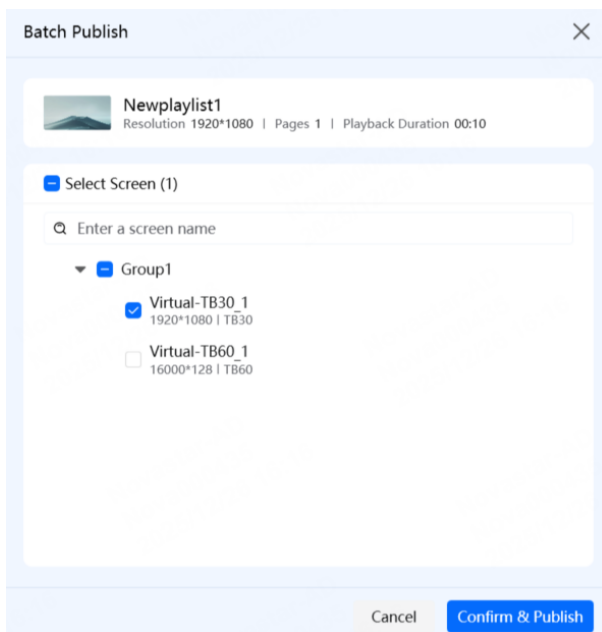 Batch Publish
Newplaylist1
Resolution 1920*1080 | Pages 1 | Playback Duration 00:10
Select Screen (1)
Enter a screen name
Group1
Virtual-TB30_1
1920*1080 | TB30
Virtual-TB60_1
16000*128 | TB60
Cancel
Confirm & Publish